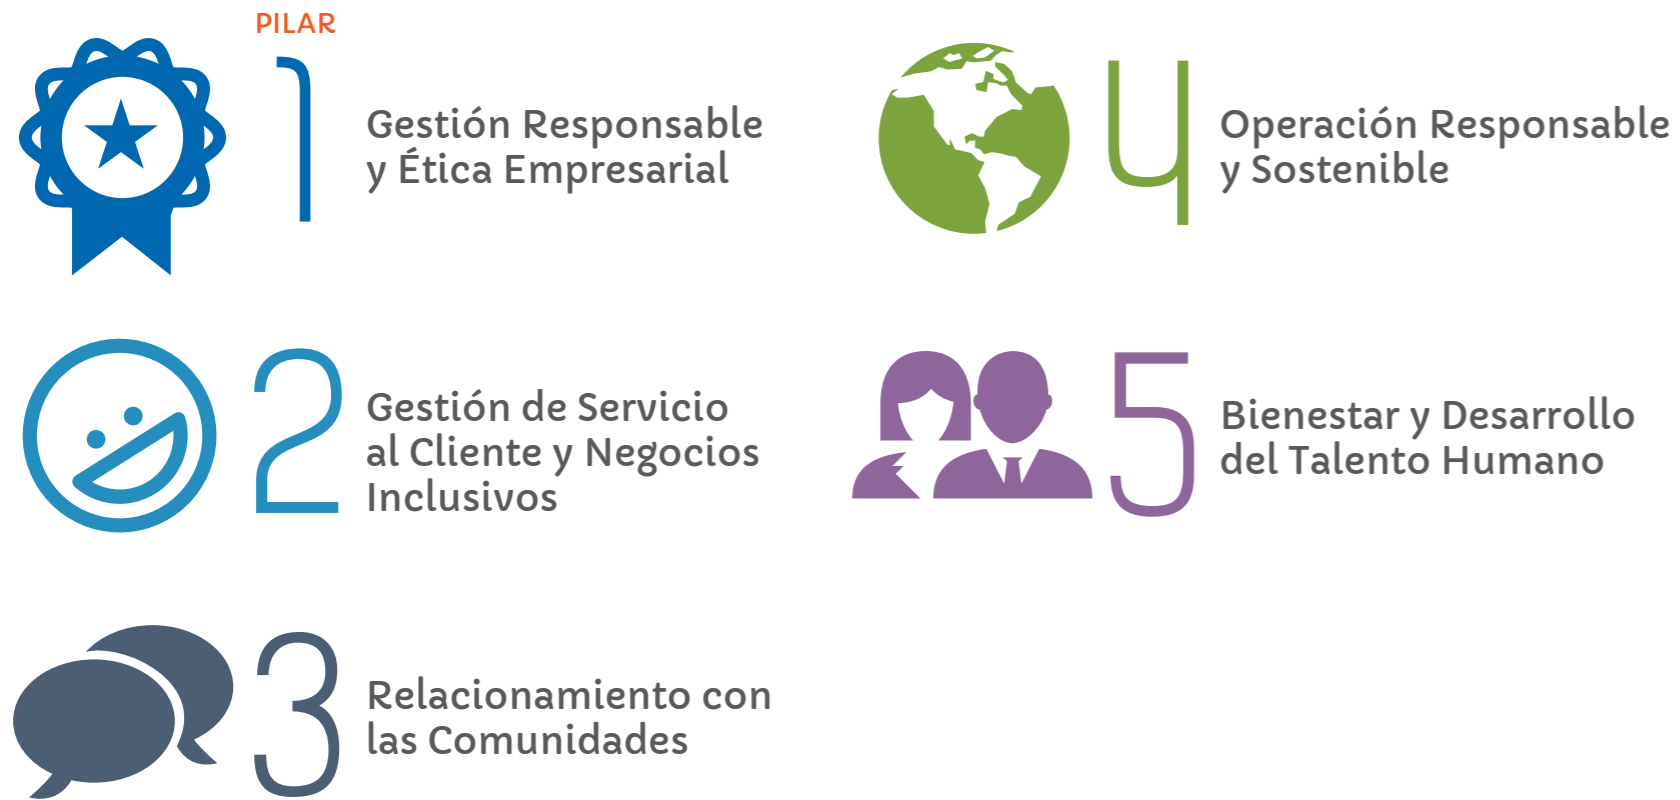 PILAR
1
Gestión Responsable
y Ética Empresarial
2
Gestión de Servicio
al Cliente y Negocios
Inclusivos
3
Relacionamiento con
las Comunidades
4
Operación Responsable
y Sostenible
5
Bienestar y Desarrollo
del Talento Humano